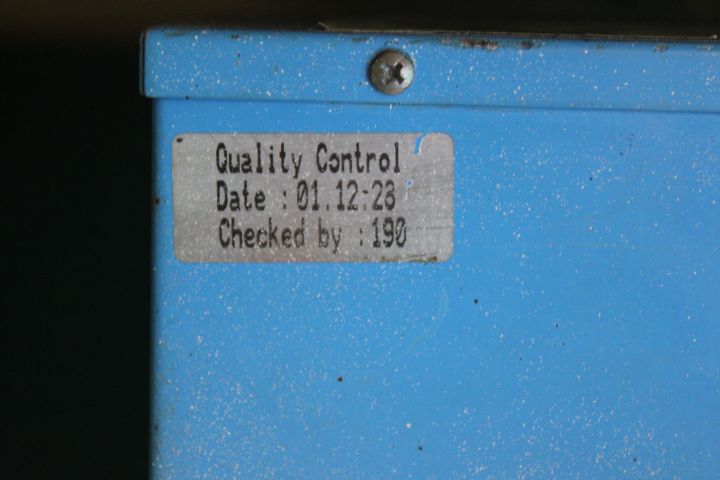 Quality Control
Date : 01.12.28
Checked by : 190